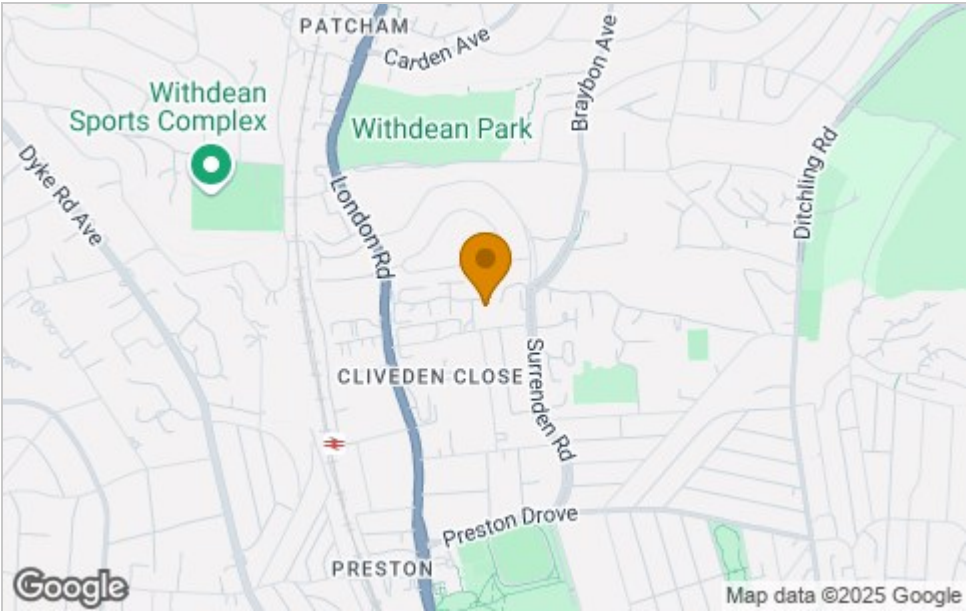 PATCHAM
Carden Ave
Braybon Ave
Withdean
Sports Complex
Withdean Park
Dyke Rd Ave
London Rd
Ditchling Rd
CLIVEDEN CLOSE
Surrenden Rd
Preston Drove
PRESTON
Google
Map data ©2025 Google